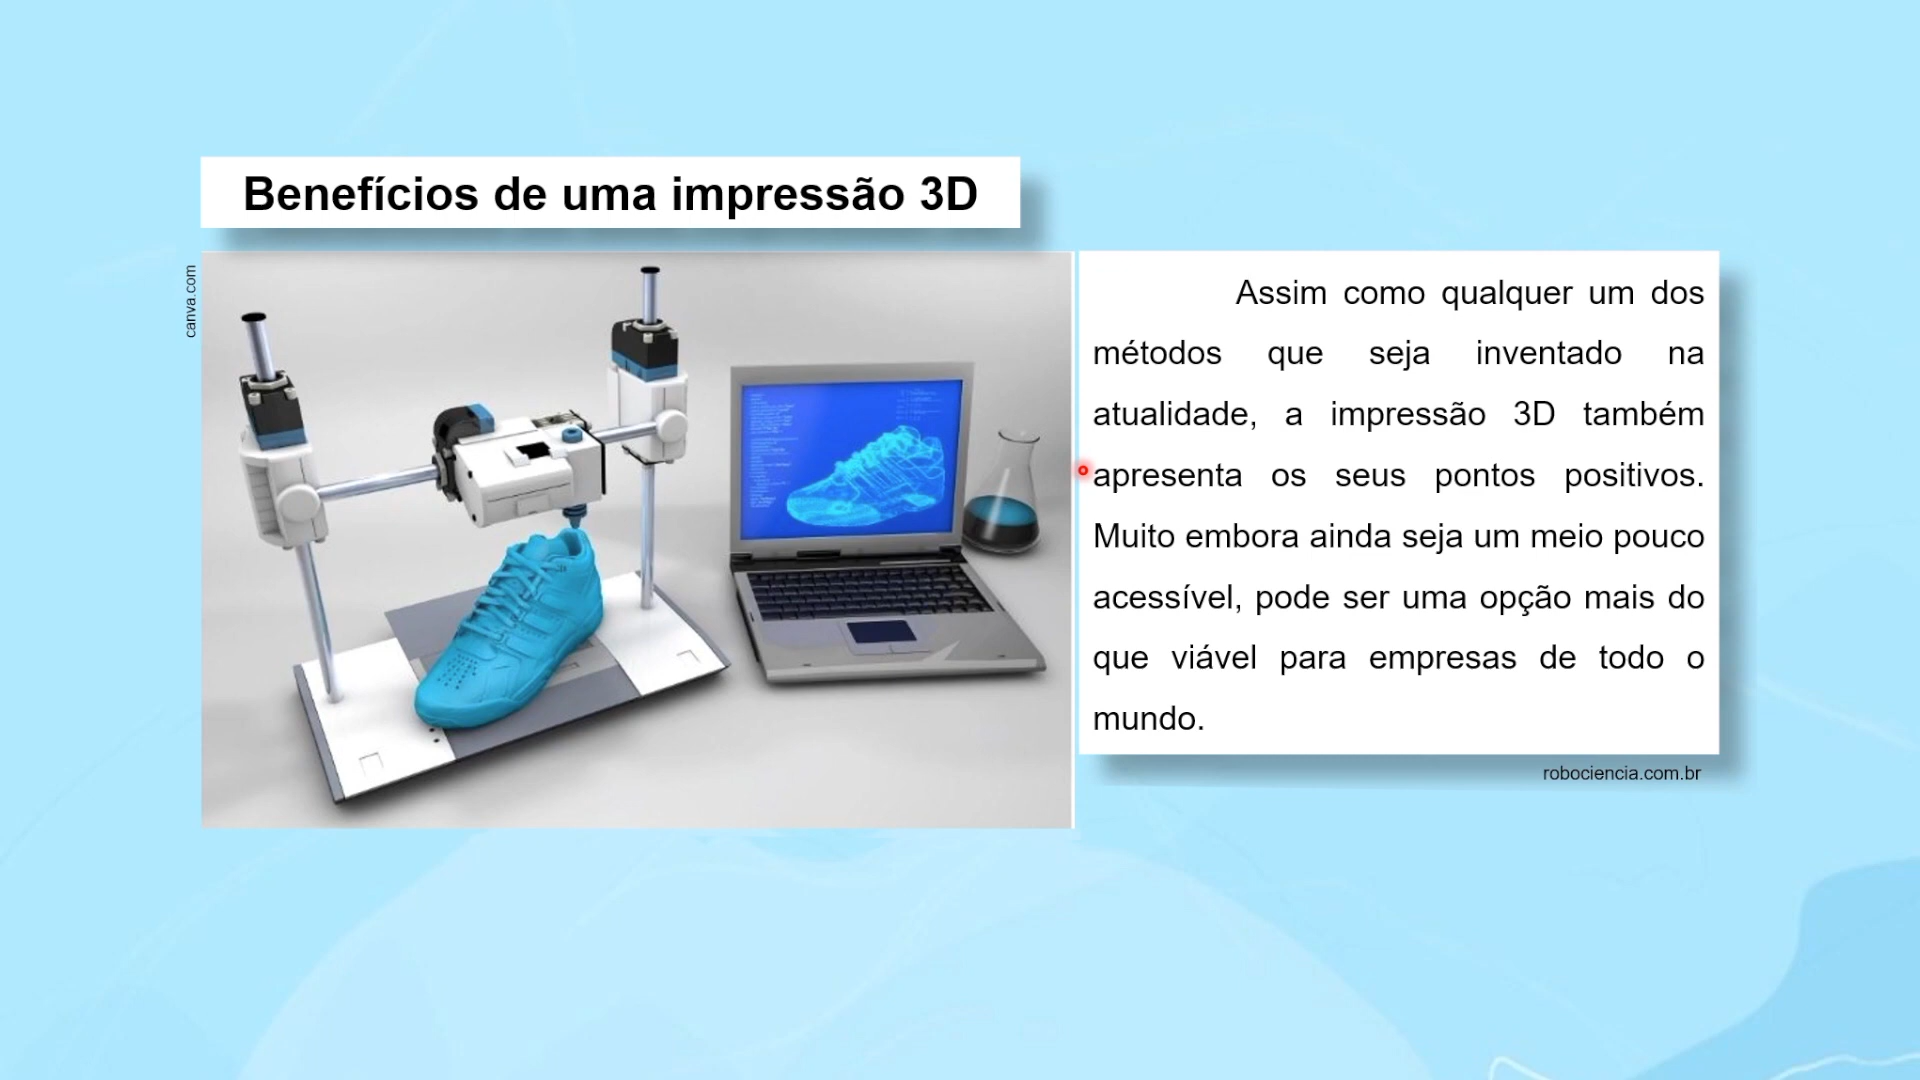 Benefícios de uma impressão 3D
canva.com
Assim como qualquer um dos
métodos que seja inventado na
atualidade, a impressão 3D também
apresenta os seus pontos positivos.
Muito embora ainda seja um meio pouco
acessível, pode ser uma opção mais do
que viável para empresas de todo o
mundo.
robociencia.com.br